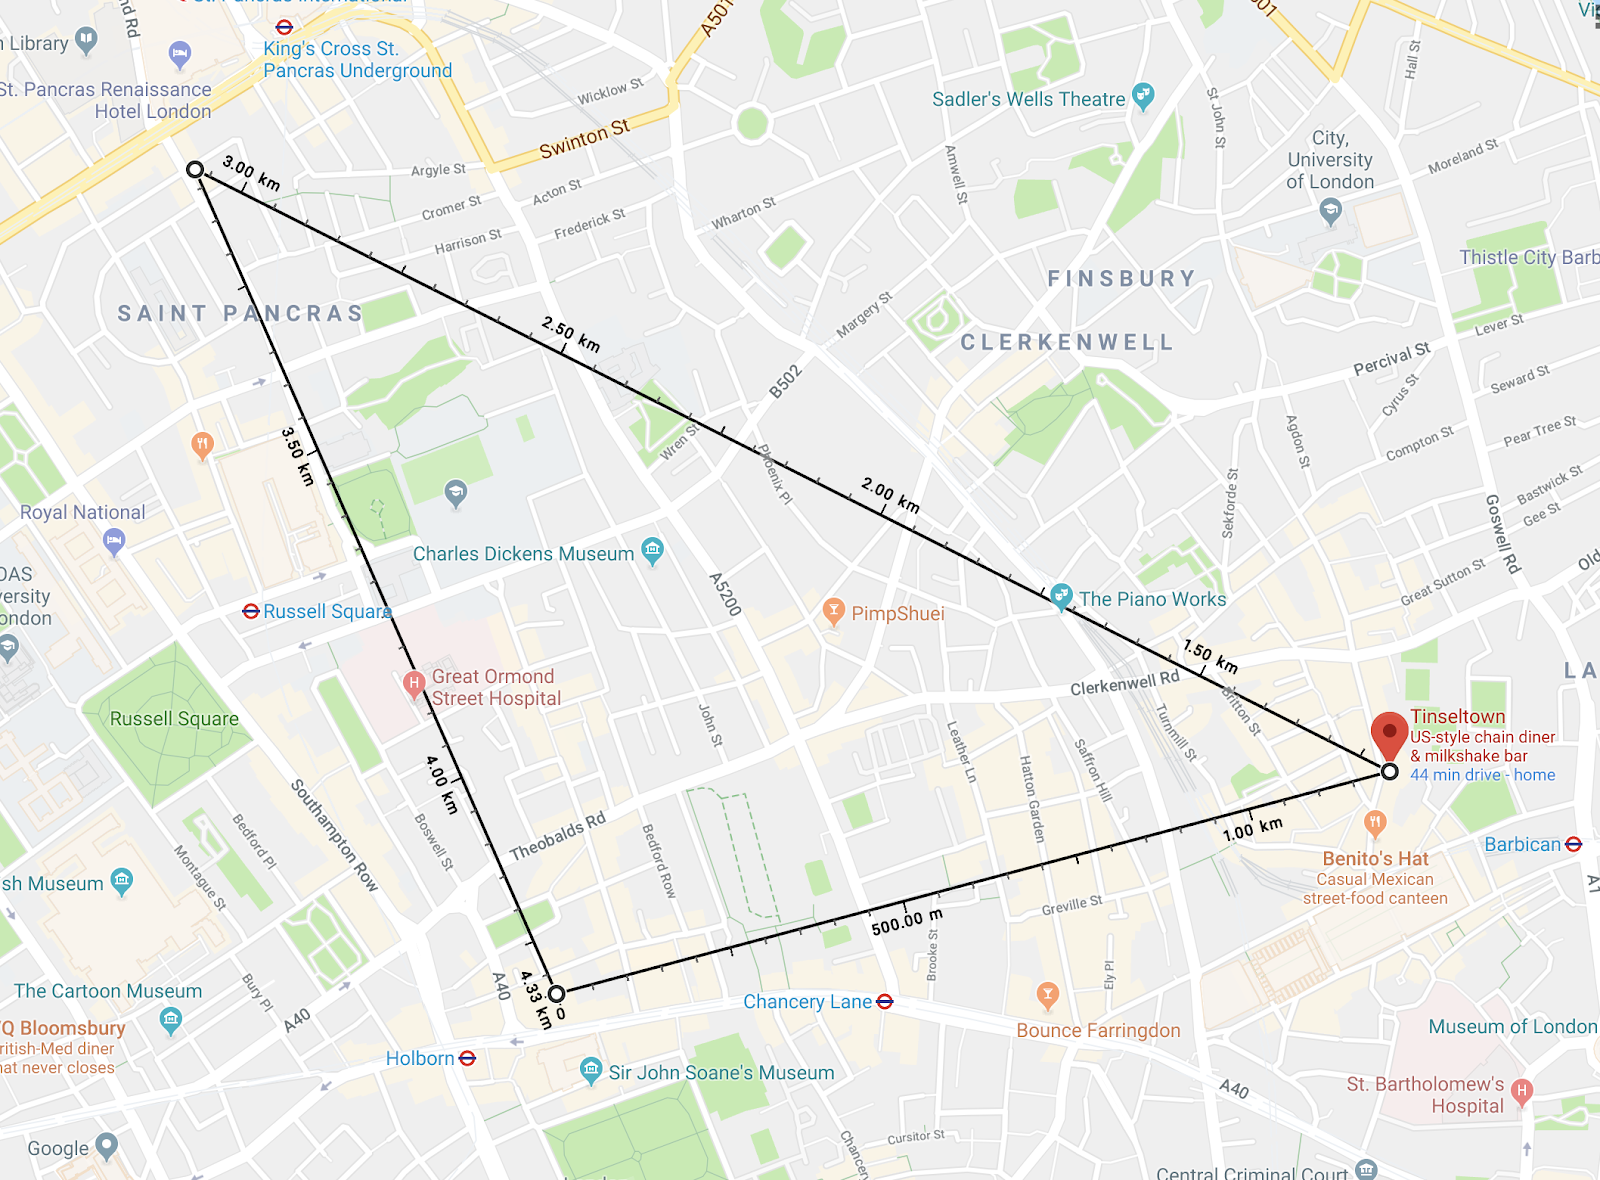 St. Pancras International
nd Rd
A501
Library
King's Cross St.
Pancras Underground
St. Pancras Renaissance
Hotel London
Wicklow St
Swinton St
Sadler's Wells Theatre
St John St
Hall St
City,
University
of London
Moreland St
3.00 km
Argyle St
Acton St
Cromer St
Frederick St
Harrison St
Wharton St
Amwell St
Thistle City Barb
FINSBURY
SAINT PANCRAS
CLERKENWELL
Margery St
Lever St
Percival St
2.50 km
B502
Seward St
Cyrus St
Pear Tree St
Compton St
Agdon St
Wren St
Phoenix Pl
3.50 km
2.00 km
Sekforde St
Bastwick St
Gee St
Goswell Rd
Royal National
Charles Dickens Museum
A5200
Old
OAS
versity
ondon
Russell Square
PimpShuei
The Piano Works
Great Sutton St
1.50 km
Great Ormond
Street Hospital
Clerkenwell Rd
LA
Russell Square
John St
Leather Ln
Turnmill St
Britton St
Tinseltown
US-style chain diner
& milkshake bar
44 min drive - home
4.00 km
Hatton Garden
Saffron Hill
Southampton Row
Theobalds Rd
Boswell St
Bedford Pl
Montague St
Bedford Row
1.00 km
Barbican
Benito's Hat
Casual Mexican
street-food canteen
sh Museum
A1
Greville St
500.00 m
Brooke St
Ely Pl
The Cartoon Museum
Bury Pl
A40
A40
4.33 km
0
Chancery Lane
VQ Bloomsbury
British-Med diner
hat never closes
Holborn
Bounce Farringdon
Museum of London
Sir John Soane's Museum
A40
St. Bartholomew's
Hospital
Google
Cursitor St
Chancery
Central Criminal Court